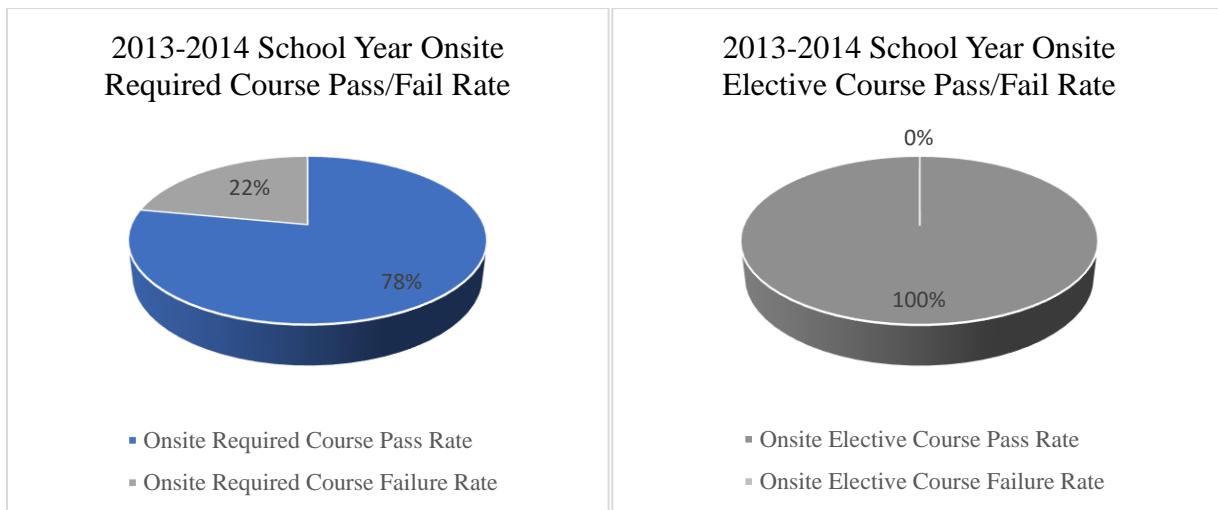 2013-2014 School Year Onsite
Required Course Pass/Fail Rate
22%
78%
Onsite Required Course Pass Rate
Onsite Required Course Failure Rate
2013-2014 School Year Onsite
Elective Course Pass/Fail Rate
0%
100%
Onsite Elective Course Pass Rate
Onsite Elective Course Failure Rate